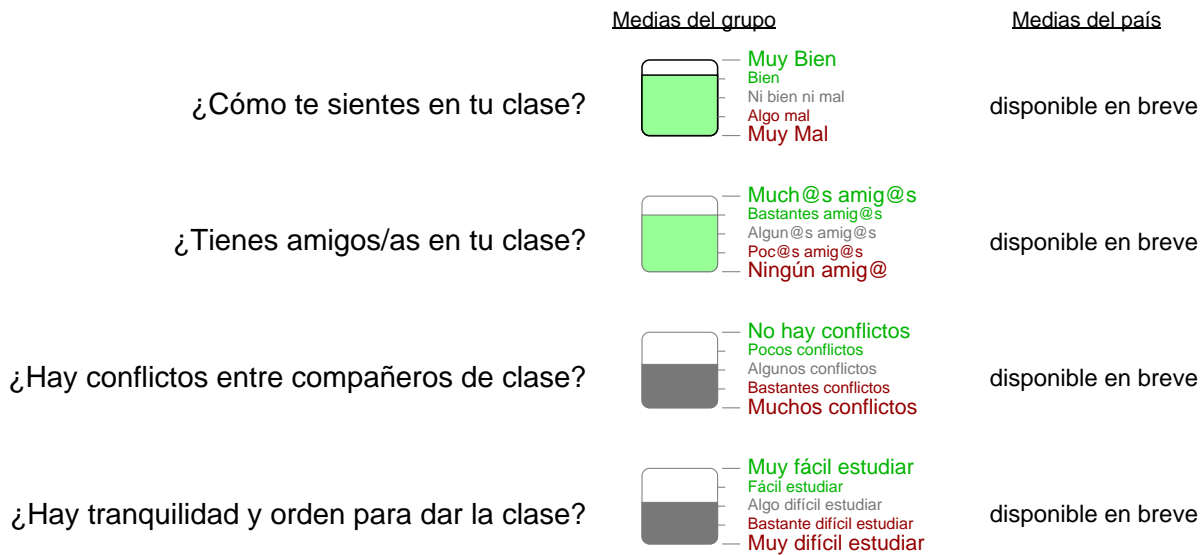 Medias del grupo
Medias del país
¿Cómo te sientes en tu clase?
Muy Bien
Bien
Ni bien ni mal
Algo mal
Muy Mal
disponible en breve
¿Tienes amigos/as en tu clase?
Much@s amig@s
Bastantes amig@s
Algun@s amig@s
Poc@s amig@s
Ningún amig@
disponible en breve
¿Hay conflictos entre compañeros de clase?
No hay conflictos
Pocos conflictos
Algunos conflictos
Bastantes conflictos
Muchos conflictos
disponible en breve
¿Hay tranquilidad y orden para dar la clase?
Muy fácil estudiar
Fácil estudiar
Algo difícil estudiar
Bastante difícil estudiar
Muy difícil estudiar
disponible en breve